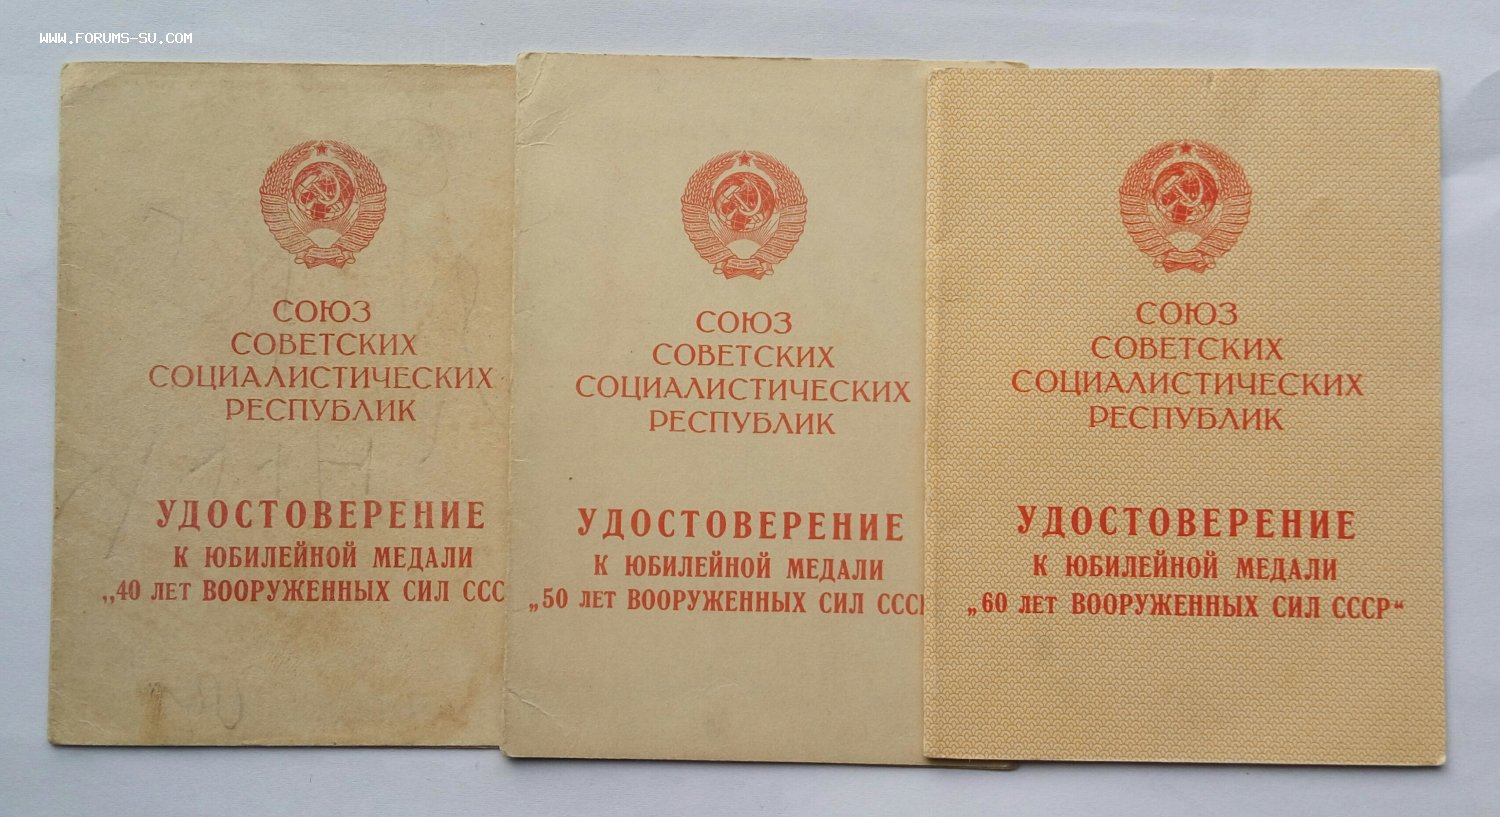 WWW.FORUMS-SU.COM
СОЮЗ
СОВЕТСКИХ
СОЦИАЛИСТИЧЕСКИХ
РЕСПУБЛИК
УДОСТОВЕРЕНИЕ
К ЮБИЛЕЙНОЙ МЕДАЛИ
„40 ЛЕТ ВООРУЖЕННЫХ СИЛ ССС
СОЮЗ
СОВЕТСКИХ
СОЦИАЛИСТИЧЕСКИХ
РЕСПУБЛИК
УДОСТОВЕРЕНИЕ
К ЮБИЛЕЙНОЙ МЕДАЛИ
„50 ЛЕТ ВООРУЖЕННЫХ СИЛ СССР
СОЮЗ
СОВЕТСКИХ
СОЦИАЛИСТИЧЕСКИХ
РЕСПУБЛИК
УДОСТОВЕРЕНИЕ
К ЮБИЛЕЙНОЙ МЕДАЛИ
„60 ЛЕТ ВООРУЖЕННЫХ СИЛ СССР“